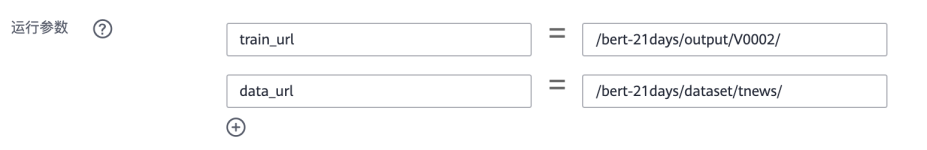 运行参数 ? train_url = /bert-21days/output/V0002/
data_url = /bert-21days/dataset/tnews/